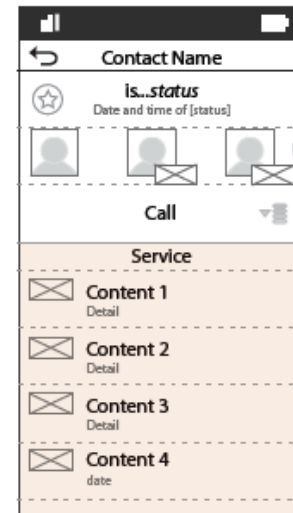 Contact Name
is...status
Date and time of [status]
Call
Service
Content 1
Detail
Content 2
Detail
Content 3
Detail
Content 4
date